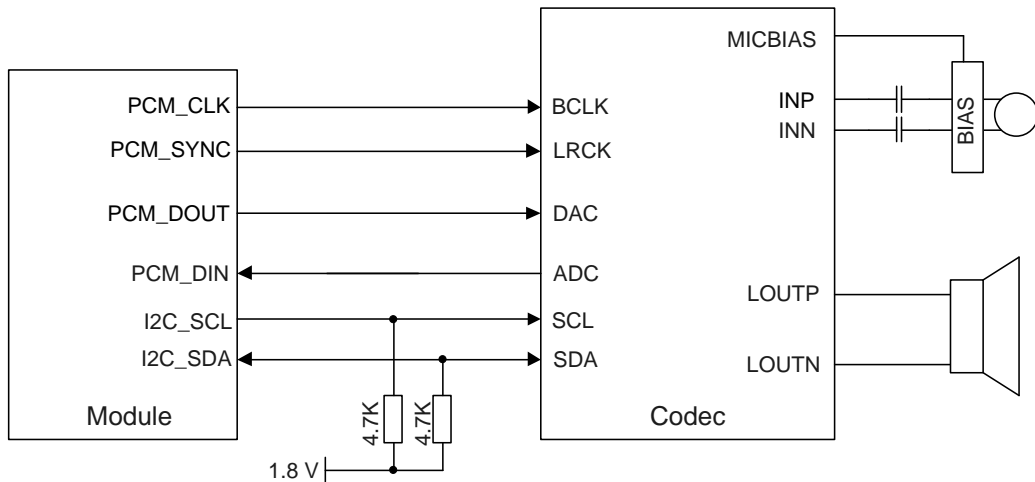 MICBIAS
PCM_CLK
BCLK
INP
INN
BIAS
PCM_SYNC
LRCK
PCM_DOUT
DAC
PCM_DIN
ADC
LOUTP
I2C_SCL
SCL
I2C_SDA
SDA
LOUTN
Module
4.7K
4.7K
Codec
1.8 V